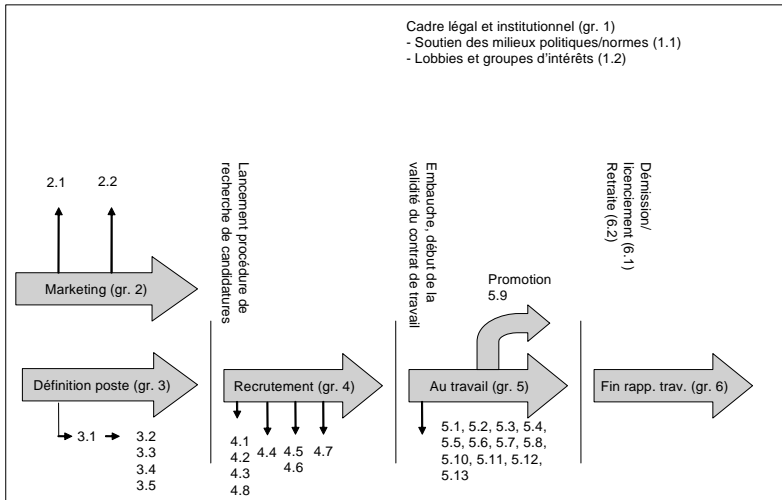 Cadre légal et institutionnel (gr. 1)
- Soutien des milieux politiques/normes (1.1)
- Lobbies et groupes d'intérêts (1.2)
2.1
2.2
Marketing (gr. 2)
Lancement procédure de
recherche de candidatures
Embauche, début de la
validité du contrat de travail
Démission/
licenciement (6.1)
Retraite (6.2)
Promotion
5.9
Définition poste (gr. 3)
Recrutement (gr. 4)
Au travail (gr. 5)
Fin rapp. trav. (gr. 6)
3.1
3.2
3.3
3.4
3.5
4.1
4.2
4.3
4.8
4.4
4.5
4.6
4.7
5.1, 5.2, 5.3, 5.4,
5.5, 5.6, 5.7, 5.8,
5.10, 5.11, 5.12,
5.13